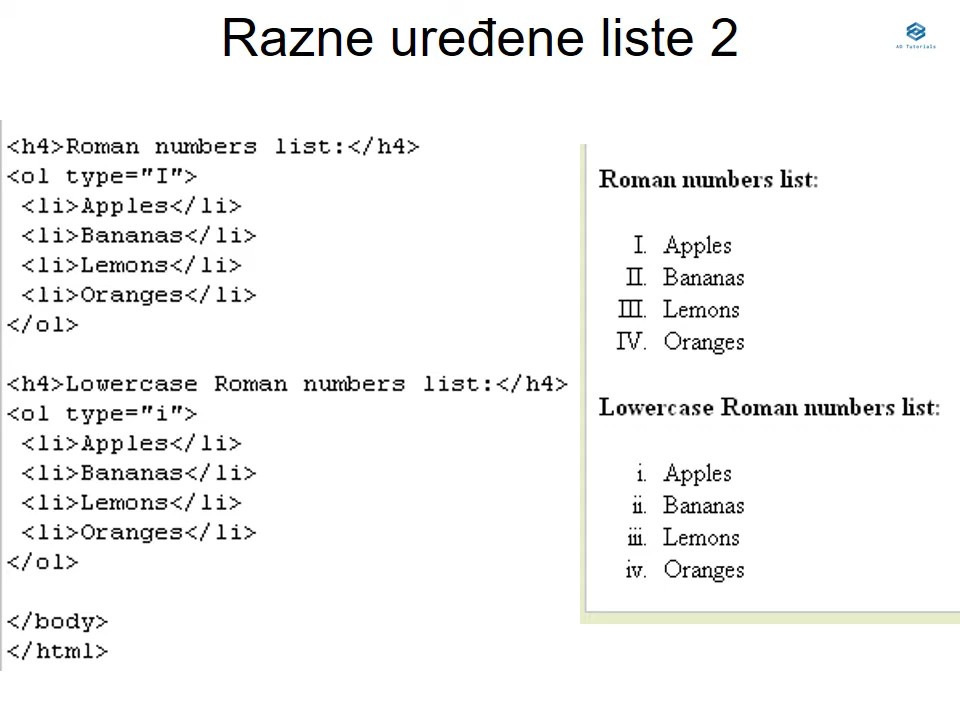 Razne uređene liste 2
AD Tutorials
<h4>Roman numbers list:</h4>
<ol type="I">
<li>Apples</li>
<li>Bananas</li>
<li>Lemons</li>
<li>Oranges</li>
</ol>
<h4>Lowercase Roman numbers list:</h4>
<ol type="i">
<li>Apples</li>
<li>Bananas</li>
<li>Lemons</li>
<li>Oranges</li>
</ol>
</body>
</html>
Roman numbers list:
I. Apples
II. Bananas
III. Lemons
IV. Oranges
Lowercase Roman numbers list:
i. Apples
ii. Bananas
iii. Lemons
iv. Oranges